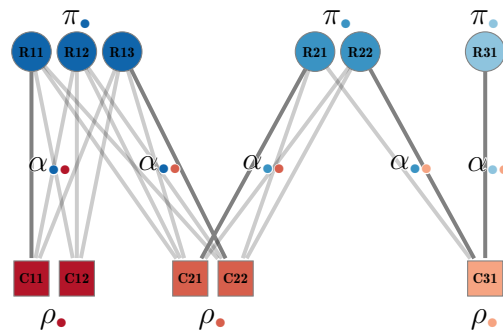 π● π● π●
R11 R12 R13 R21 R22 R31
α●● α●● α●● α●● α●●
C11 C12 C21 C22 C31
ρ● ρ● ρ●